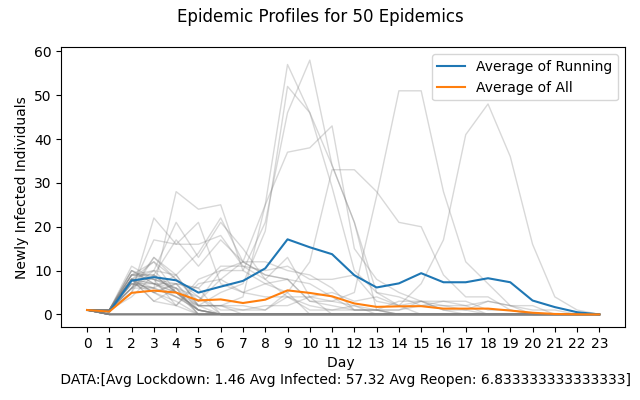 Epidemic Profiles for 50 Epidemics
Newly Infected Individuals
60
50
40
30
20
10
0
Average of Running
Average of All
0 1 2 3 4 5 6 7 8 9 10 11 12 13 14 15 16 17 18 19 20 21 22 23
Day
DATA:[Avg Lockdown: 1.46 Avg Infected: 57.32 Avg Reopen: 6.833333333333333]